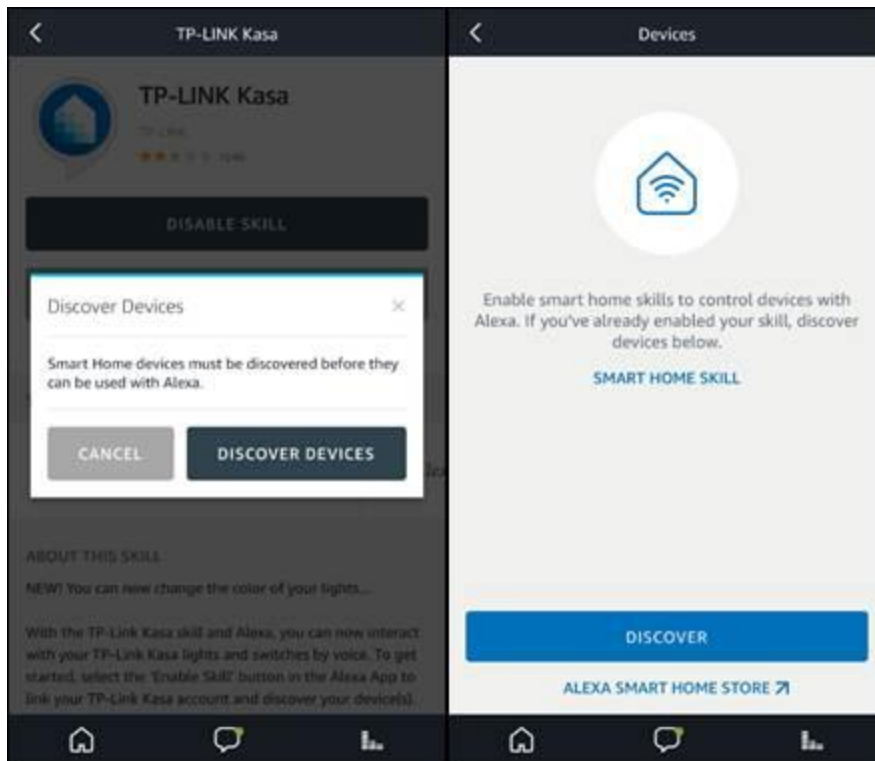 TP-LINK Kasa
TP-LINK Kasa
TP-LINK
DISABLE SKILL
Discover Devices
Smart Home devices must be discovered before they
can be used with Alexa.
CANCEL
DISCOVER DEVICES
ABOUT THIS SKILL
NEW! You can now change the color of your lights...
With the TP-Link Kasa skill and Alexa, you can now interact
with your TP-Link Kasa lights and switches by voice. To get
started, select the 'Enable Skill' button in the Alexa App to
link your TP-Link Kasa account and discover your device(s).
Devices
Enable smart home skills to control devices with
Alexa. If you've already enabled your skill, discover
devices below.
SMART HOME SKILL
DISCOVER
ALEXA SMART HOME STORE